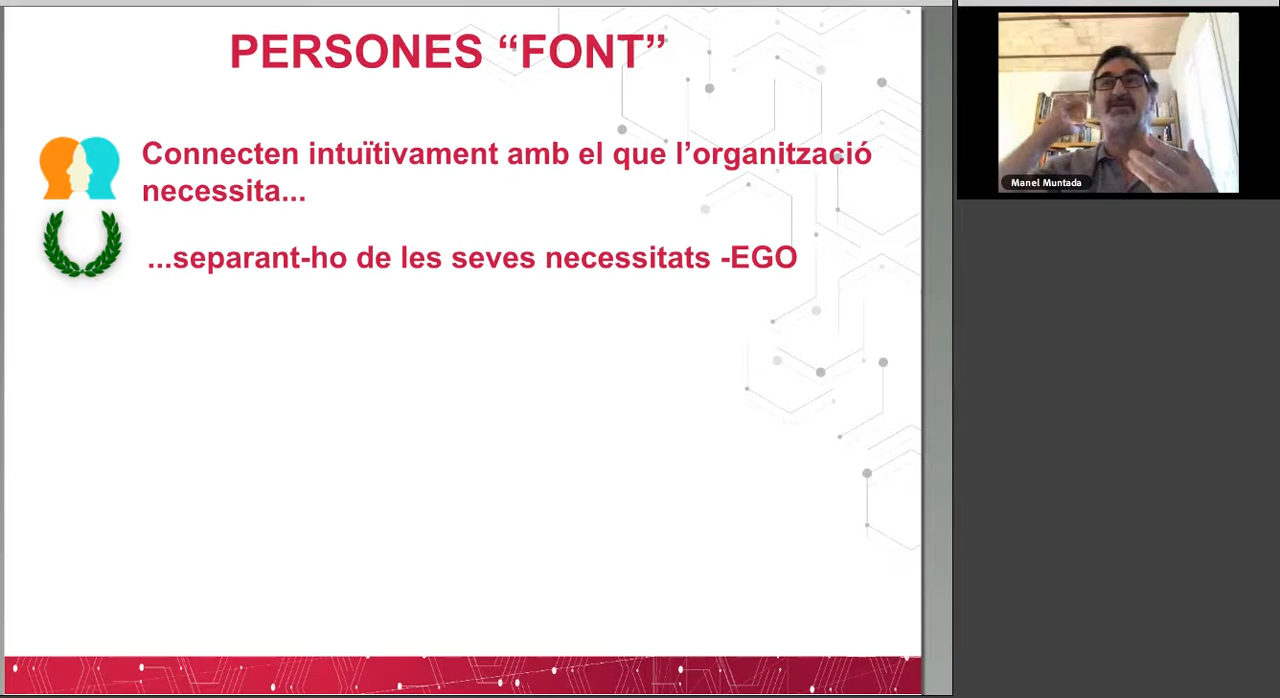 PERSONES “FONT”
Connecten intuïtivament amb el que l’organització
necessita...
...separant-ho de les seves necessitats -EGO
Manel Muntada